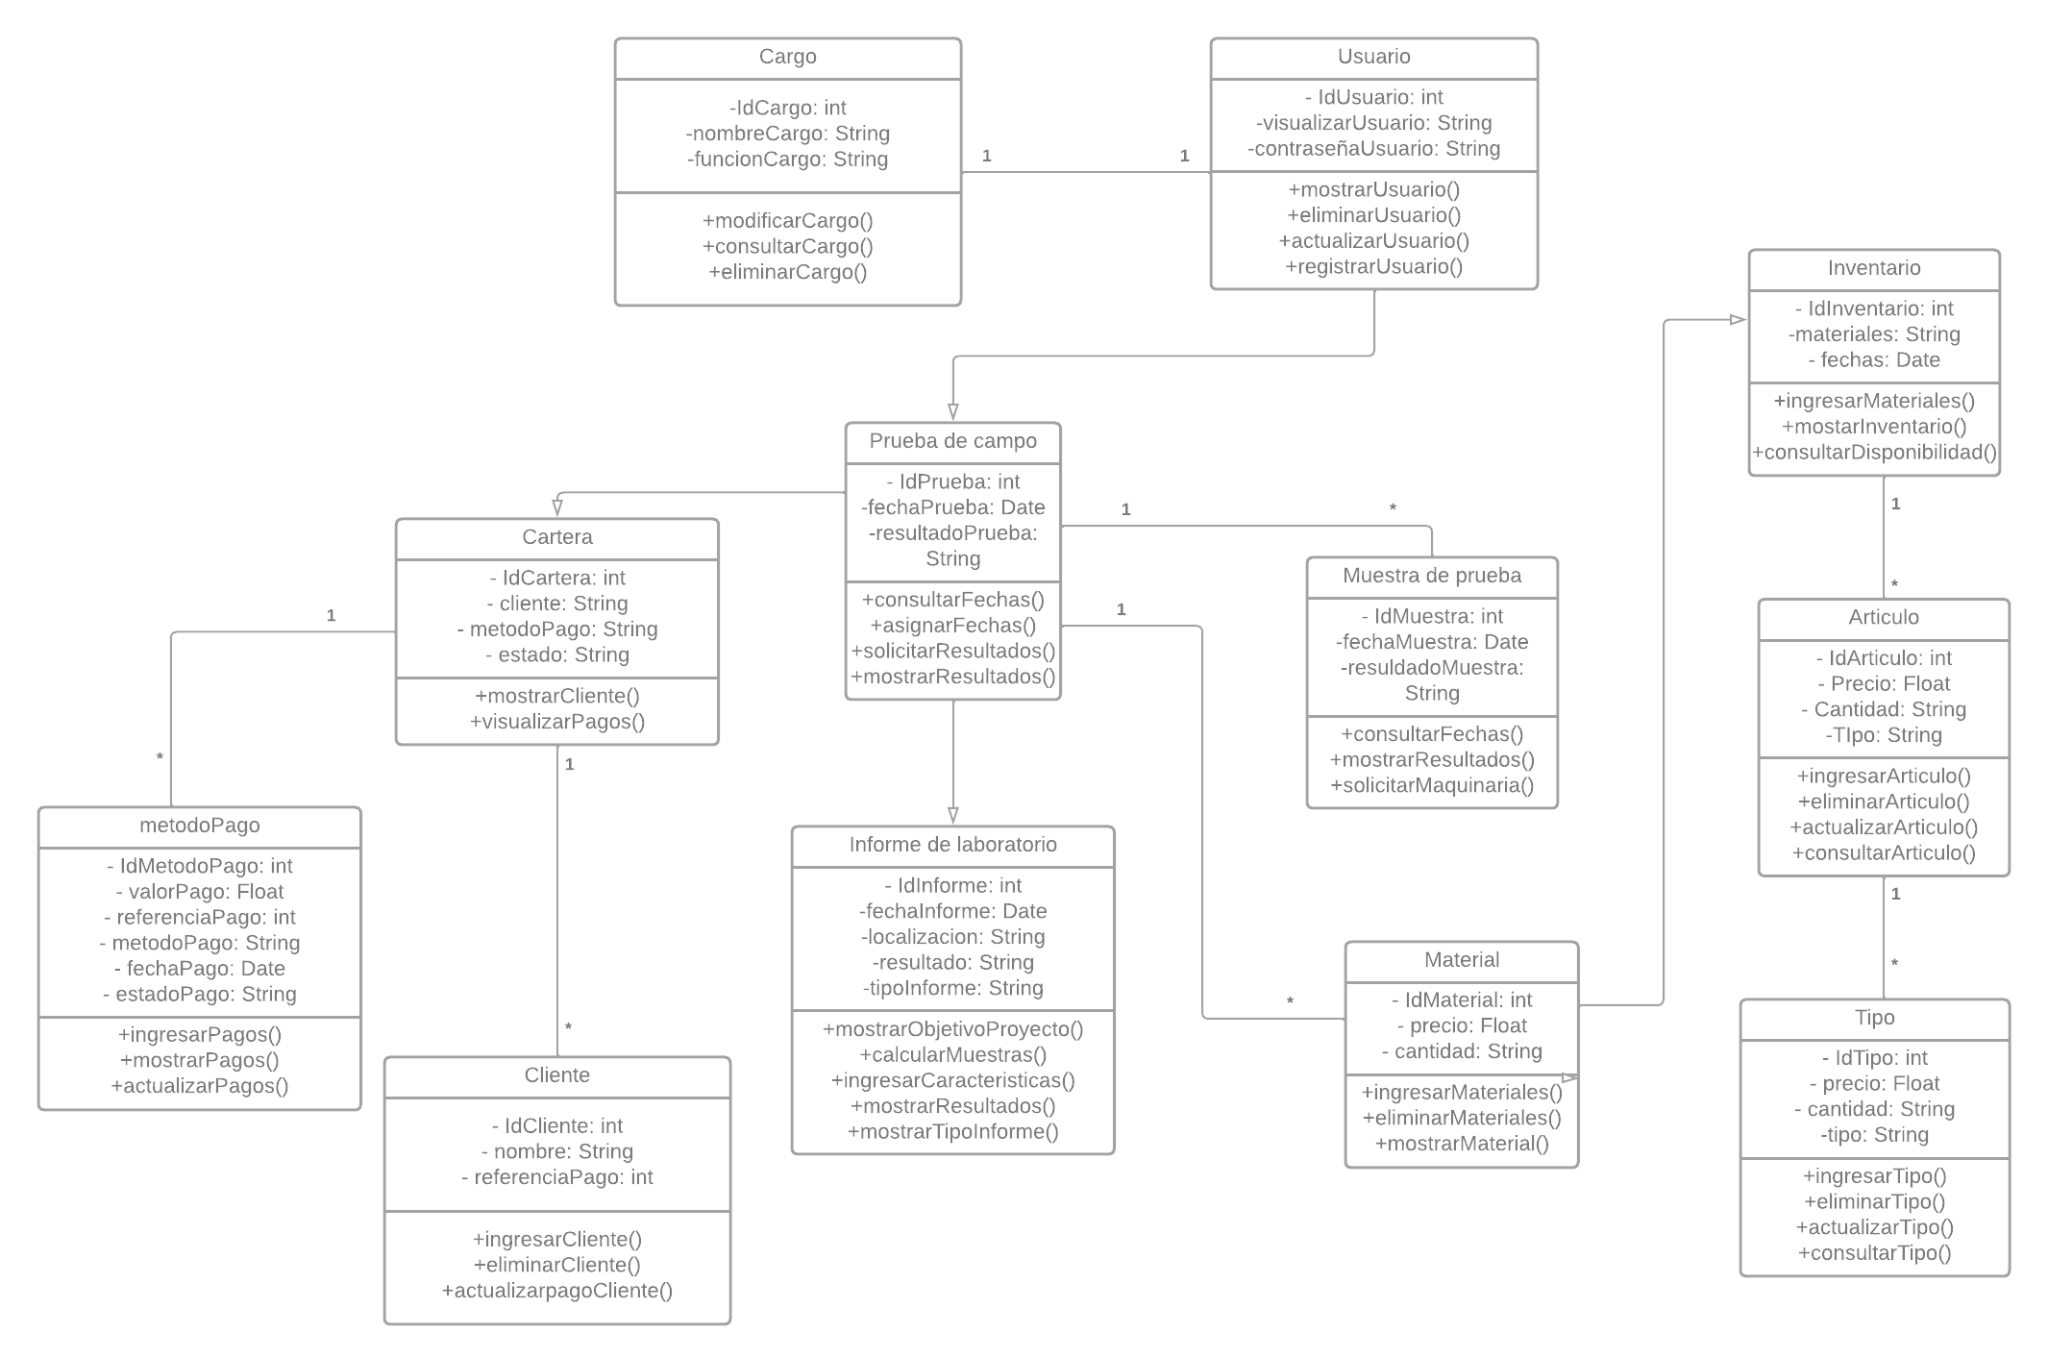 Cargo
-IdCargo: int
-nombreCargo: String
-funcionCargo: String
+modificarCargo()
+consultarCargo()
+eliminarCargo()
1
1
Usuario
- IdUsuario: int
-visualizarUsuario: String
-contraseñaUsuario: String
+mostrarUsuario()
+eliminarUsuario()
+actualizarUsuario()
+registrarUsuario()
Inventario
- IdInventario: int
-materiales: String
- fechas: Date
+ingresarMateriales()
+mostarInventario()
+consultarDisponibilidad()
1
*
Prueba de campo
- IdPrueba: int
-fechaPrueba: Date
-resultadoPrueba:
String
+consultarFechas()
+asignarFechas()
+solicitarResultados()
+mostrarResultados()
1
*
1
*
Cartera
- IdCartera: int
- cliente: String
- metodoPago: String
- estado: String
+mostrarCliente()
+visualizarPagos()
1
*
1
*
Muestra de prueba
- IdMuestra: int
-fechaMuestra: Date
-resuldadoMuestra:
String
+consultarFechas()
+mostrarResultados()
+solicitarMaquinaria()
Articulo
- IdArticulo: int
- Precio: Float
- Cantidad: String
-TIpo: String
+ingresarArticulo()
+eliminarArticulo()
+actualizarArticulo()
+consultarArticulo()
1
*
metodoPago
- IdMetodoPago: int
- valorPago: Float
- referenciaPago: int
- metodoPago: String
- fechaPago: Date
- estadoPago: String
+ingresarPagos()
+mostrarPagos()
+actualizarPagos()
Informe de laboratorio
- IdInforme: int
-fechaInforme: Date
-localizacion: String
-resultado: String
-tipoInforme: String
+mostrarObjetivoProyecto()
+calcularMuestras()
+ingresarCaracteristicas()
+mostrarResultados()
+mostrarTipoInforme()
Material
- IdMaterial: int
- precio: Float
- cantidad: String
+ingresarMateriales()
+eliminarMateriales()
+mostrarMaterial()
Tipo
- IdTipo: int
- precio: Float
- cantidad: String
-tipo: String
+ingresarTipo()
+eliminarTipo()
+actualizarTipo()
+consultarTipo()
Cliente
- IdCliente: int
- nombre: String
- referenciaPago: int
+ingresarCliente()
+eliminarCliente()
+actualizarpagoCliente()